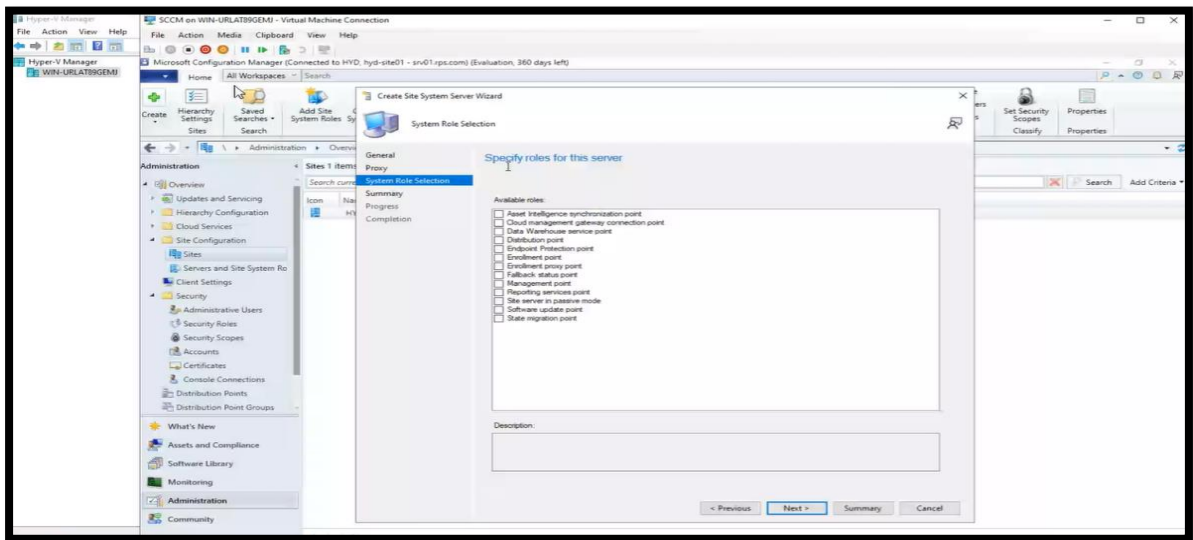 Hyper-V Manager
File Action View Help
Hyper-V Manager
WIN-URLAT89GEMJ
SCCM on WIN-URLAT89GEMJ - Virtual Machine Connection
File Action Media Clipboard View Help
Microsoft Configuration Manager (Connected to HYD, hyd-site01 - srv01.rps.com) (Evaluation, 360 days left)
Home All Workspaces Search
Create
Hierarchy Settings
Saved Searches
Add Site System Roles
Sites Search
Set Security Scopes
Properties
Classify Properties
\ Administration
Administration
Overview
Updates and Servicing
Hierarchy Configuration
Cloud Services
Site Configuration
Sites
Servers and Site System Ro
Client Settings
Security
Administrative Users
Security Roles
Security Scopes
Accounts
Certificates
Console Connections
Distribution Points
Distribution Point Groups
What's New
Assets and Compliance
Software Library
Monitoring
Administration
Community
Sites 1 items
Search curre
Icon Na
HY
Search Add Criteria
Create Site System Server Wizard
System Role Selection
General
Proxy
System Role Selection
Summary
Progress
Completion
Specify roles for this server
Available roles:
Asset Intelligence synchronization point
Cloud management gateway connection point
Data Warehouse service point
Distribution point
Endpoint Protection point
Enrollment point
Enrollment proxy point
Fallback status point
Management point
Reporting services point
Site server in passive mode
Software update point
State migration point
Description:
< Previous Next > Summary Cancel